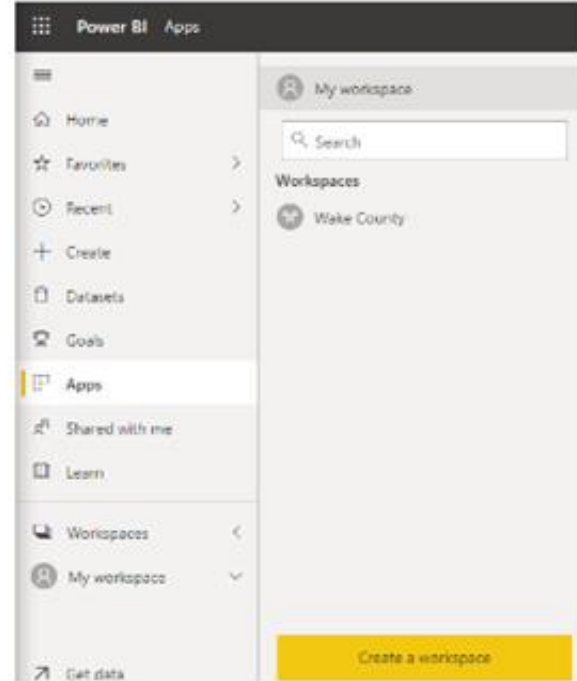 Power BI Apps
Home
Favorites
Recent
Create
Datasets
Goals
Apps
Shared with me
Learn
Workspaces
My workspace
Get data
My workspace
Search
Workspaces
Wake County
Create a workspace